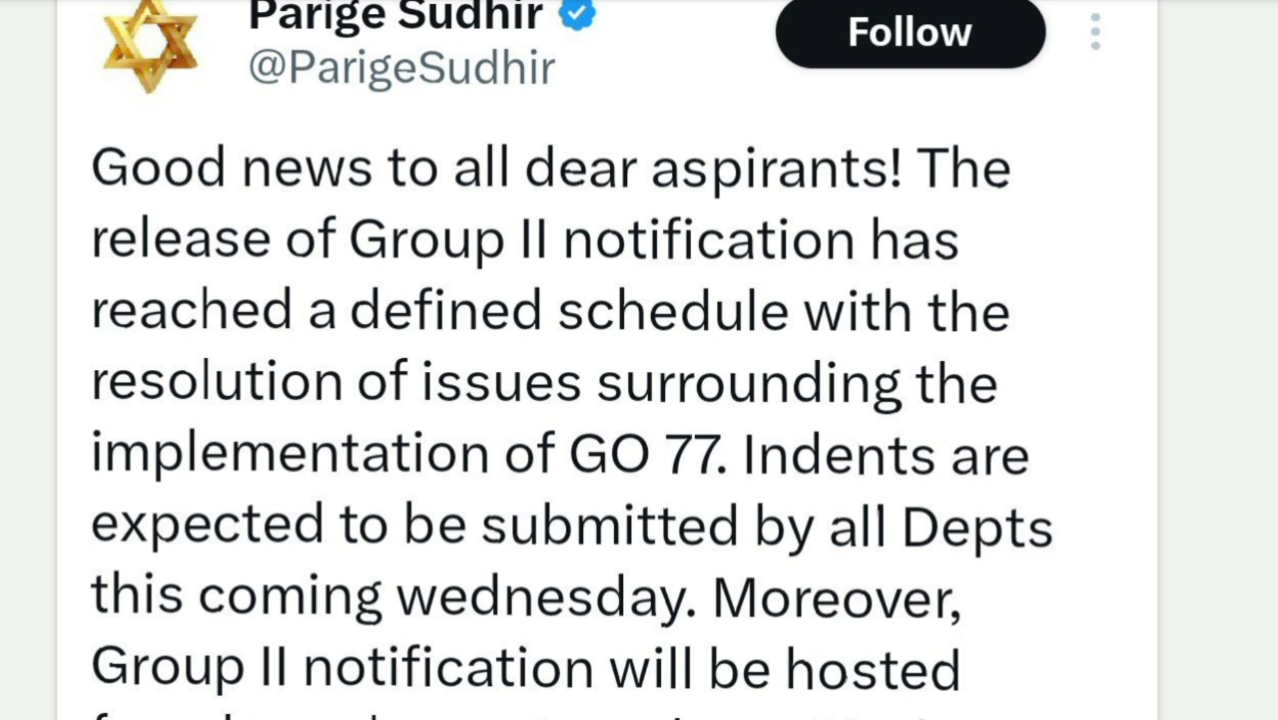 Parige Sudhir
@ParigeSudhir
Follow
Good news to all dear aspirants! The
release of Group II notification has
reached a defined schedule with the
resolution of issues surrounding the
implementation of GO 77. Indents are
expected to be submitted by all Depts
this coming wednesday. Moreover,
Group II notification will be hosted